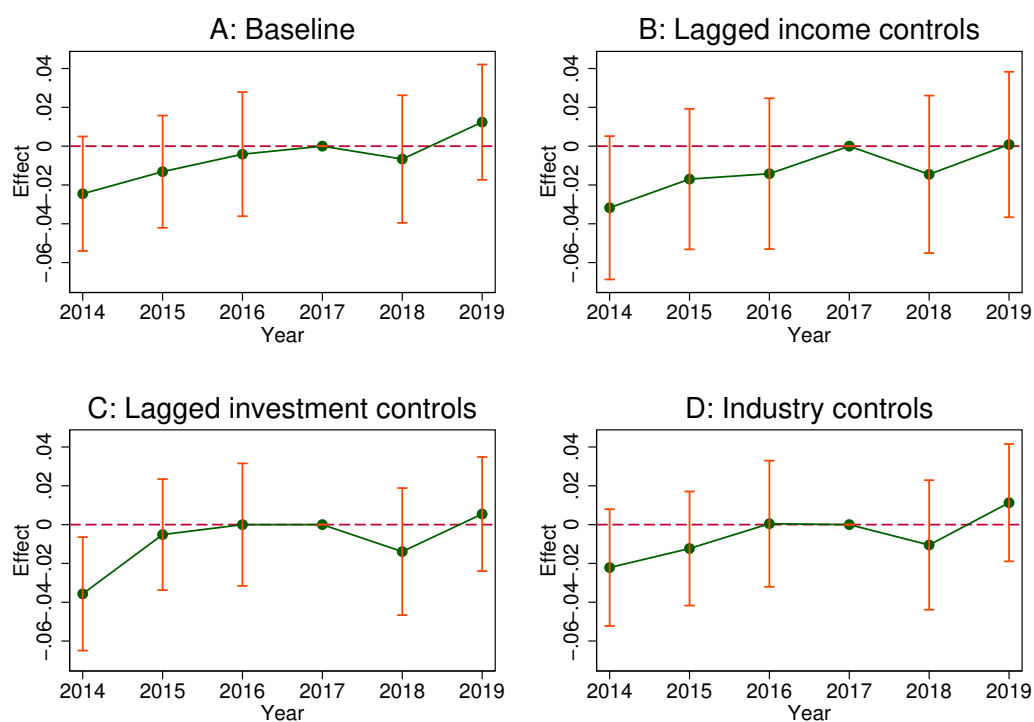 A: Baseline
Effect
.04
.02
0
-.02
-.04
-.06
2014 2015 2016 2017 2018 2019
Year
B: Lagged income controls
Effect
.04
.02
0
-.02
-.04
-.06
2014 2015 2016 2017 2018 2019
Year
C: Lagged investment controls
Effect
.04
.02
0
-.02
-.04
-.06
2014 2015 2016 2017 2018 2019
Year
D: Industry controls
Effect
.04
.02
0
-.02
-.04
-.06
2014 2015 2016 2017 2018 2019
Year